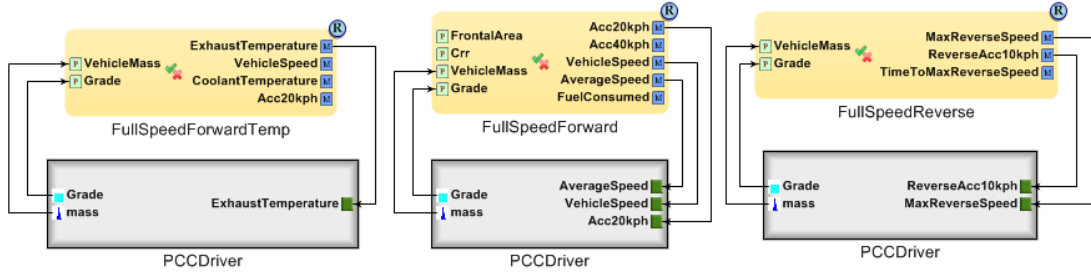 R
P VehicleMass
P Grade
ExhaustTemperature M
VehicleSpeed M
CoolantTemperature M
Acc20kph M
FullSpeedForwardTemp
Grade
mass
ExhaustTemperature
PCCDriver
R
P FrontalArea
P Crr
P VehicleMass
P Grade
Acc20kph M
Acc40kph M
VehicleSpeed M
AverageSpeed M
FuelConsumed M
FullSpeedForward
Grade
mass
AverageSpeed
VehicleSpeed
Acc20kph
PCCDriver
R
P VehicleMass
P Grade
MaxReverseSpeed M
ReverseAcc10kph M
TimeToMaxReverseSpeed M
FullSpeedReverse
Grade
mass
ReverseAcc10kph
MaxReverseSpeed
PCCDriver